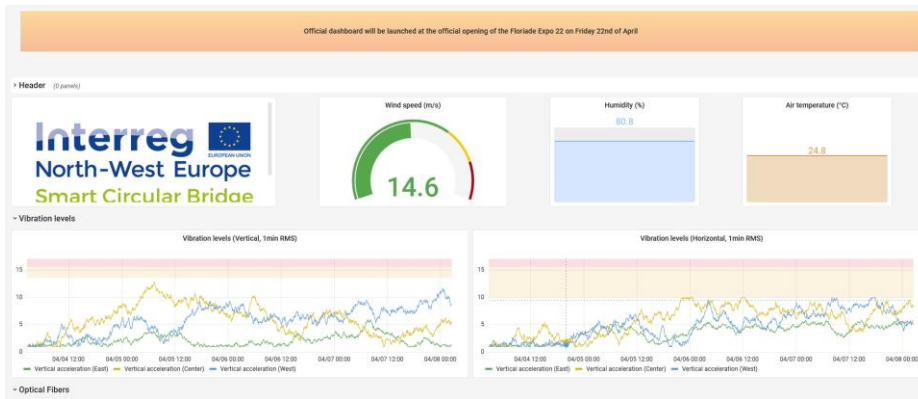 Official dashboard will be launched at the official opening of the Floriade Expo 22 on Friday 22nd of April
> Header (0 panels)
Interreg
EUROPEAN UNION
North-West Europe
Smart Circular Bridge
Wind speed (m/s)
14.6
Humidity (%)
80.8
Air temperature (°C)
24.8
Vibration levels
Vibration levels (Vertical, 1min RMS)
15
10
5
0
04/04 12:00 04/05 00:00 04/05 12:00 04/06 00:00 04/06 12:00 04/07 00:00 04/07 12:00 04/08 00:00
Vertical acceleration (East) Vertical acceleration (Center) Vertical acceleration (West)
Vibration levels (Horizontal, 1min RMS)
15
10
5
0
04/04 12:00 04/05 00:00 04/05 12:00 04/06 00:00 04/06 12:00 04/07 00:00 04/07 12:00 04/08 00:00
Vertical acceleration (East) Vertical acceleration (Center) Vertical acceleration (West)
Optical Fibers